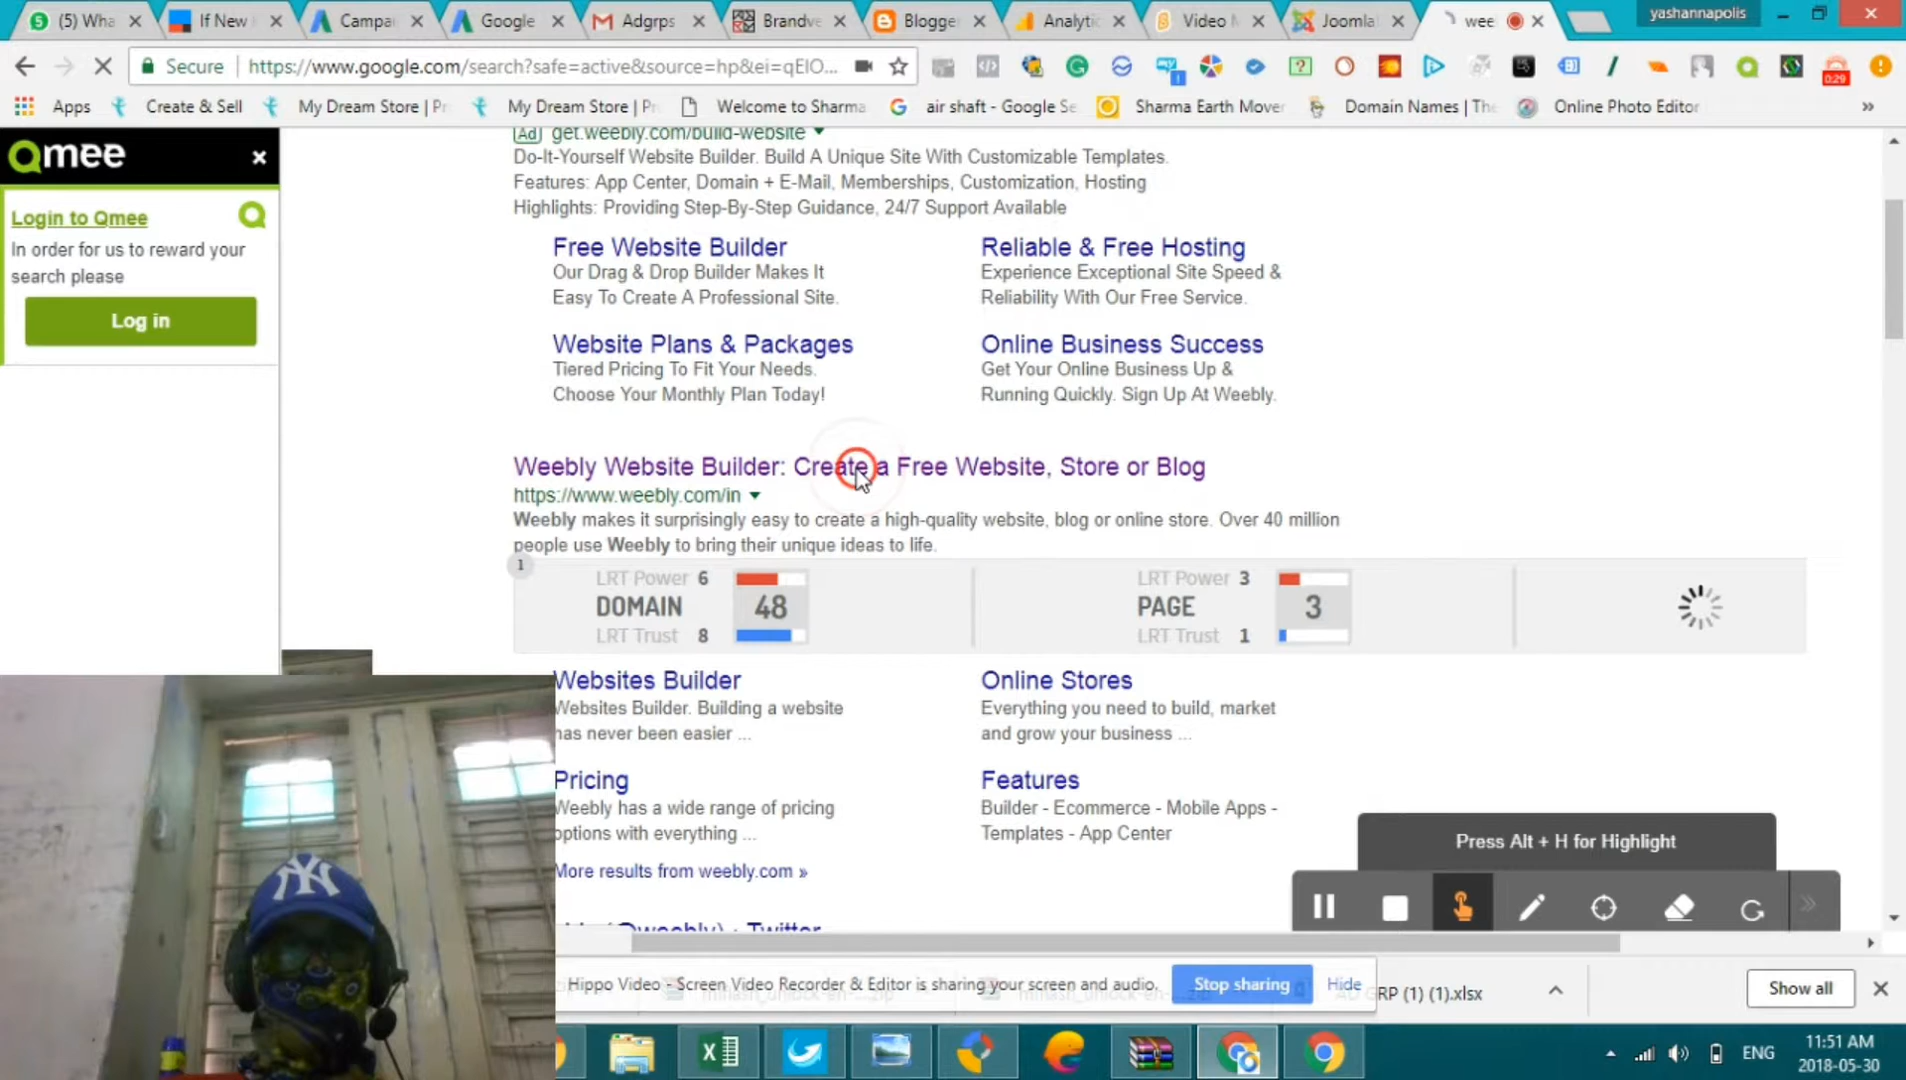 (5) Wha
If New
Campa
Google
Adgrps
Brandve
Blogge
Analytic
Video
Joomla
wee
yashannapolis
Secure
https://www.google.com/search?safe=active&source=hp&ei=qEIO...
0:29
Apps
Create & Sell
My Dream Store | Pr
My Dream Store | Pr
Welcome to Sharma
air shaft - Google Se
Sharma Earth Mover
Domain Names | The
Online Photo Editor
»
Qmee
Login to Qmee
In order for us to reward your
search please
Log in
Ad get.weebly.com/build-website
Do-It-Yourself Website Builder. Build A Unique Site With Customizable Templates.
Features: App Center, Domain + E-Mail, Memberships, Customization, Hosting
Highlights: Providing Step-By-Step Guidance, 24/7 Support Available
Free Website Builder
Our Drag & Drop Builder Makes It
Easy To Create A Professional Site.
Reliable & Free Hosting
Experience Exceptional Site Speed &
Reliability With Our Free Service.
Website Plans & Packages
Tiered Pricing To Fit Your Needs.
Choose Your Monthly Plan Today!
Online Business Success
Get Your Online Business Up &
Running Quickly. Sign Up At Weebly.
Weebly Website Builder: Create a Free Website, Store or Blog
https://www.weebly.com/in
Weebly makes it surprisingly easy to create a high-quality website, blog or online store. Over 40 million
people use Weebly to bring their unique ideas to life.
1
LRT Power 6
DOMAIN 48
LRT Trust 8
LRT Power 3
PAGE 3
LRT Trust 1
Websites Builder
Websites Builder. Building a website
has never been easier ...
Online Stores
Everything you need to build, market
and grow your business ...
Pricing
Weebly has a wide range of pricing
options with everything ...
Features
Builder - Ecommerce - Mobile Apps -
Templates - App Center
More results from weebly.com »
(@weebly) · Twitter
Press Alt + H for Highlight
NY
Hippo Video - Screen Video Recorder & Editor is sharing your screen and audio.
Stop sharing
Hide
GRP (1) (1).xlsx
Show all
ENG
11:51 AM
2018-05-30